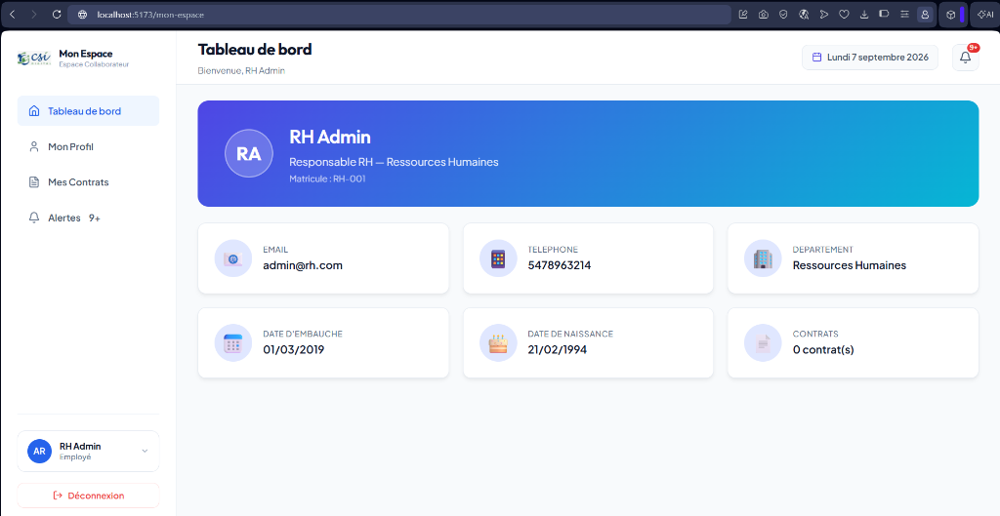 localhost:5173/mon-espace
AI
csi
Mon Espace
Espace Collaborateur
Tableau de bord
Mon Profil
Mes Contrats
Alertes 9+
AR
RH Admin
Employé
Déconnexion
Tableau de bord
Bienvenue, RH Admin
Lundi 7 septembre 2026
9+
RA
RH Admin
Responsable RH — Ressources Humaines
Matricule : RH-001
EMAIL
admin@rh.com
TELEPHONE
5478963214
DEPARTEMENT
Ressources Humaines
DATE D'EMBAUCHE
01/03/2019
DATE DE NAISSANCE
21/02/1994
CONTRATS
0 contrat(s)